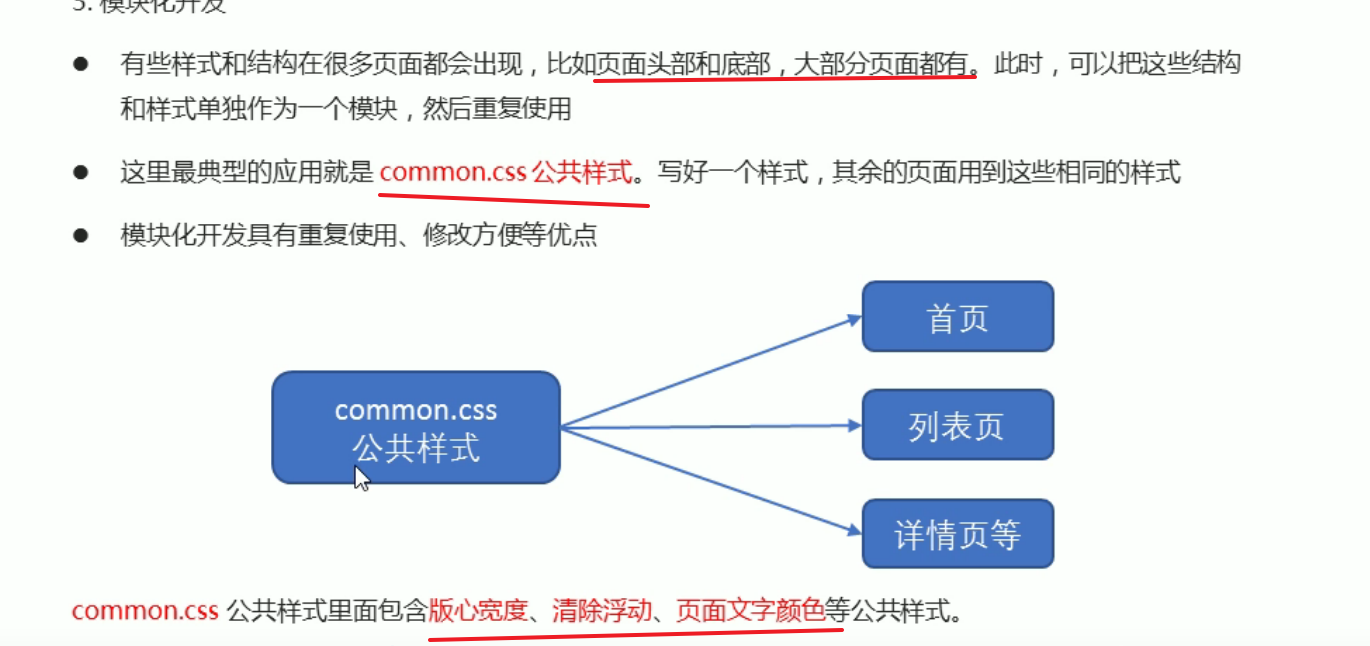 3. 模块化开发
有些样式和结构在很多页面都会出现，比如页面头部和底部，大部分页面都有。此时，可以把这些结构
和样式单独作为一个模块，然后重复使用
这里最典型的应用就是 common.css 公共样式。写好一个样式，其余的页面用到这些相同的样式
模块化开发具有重复使用、修改方便等优点
首页
common.css
公共样式
列表页
详情页等
common.css 公共样式里面包含版心宽度、清除浮动、页面文字颜色等公共样式。